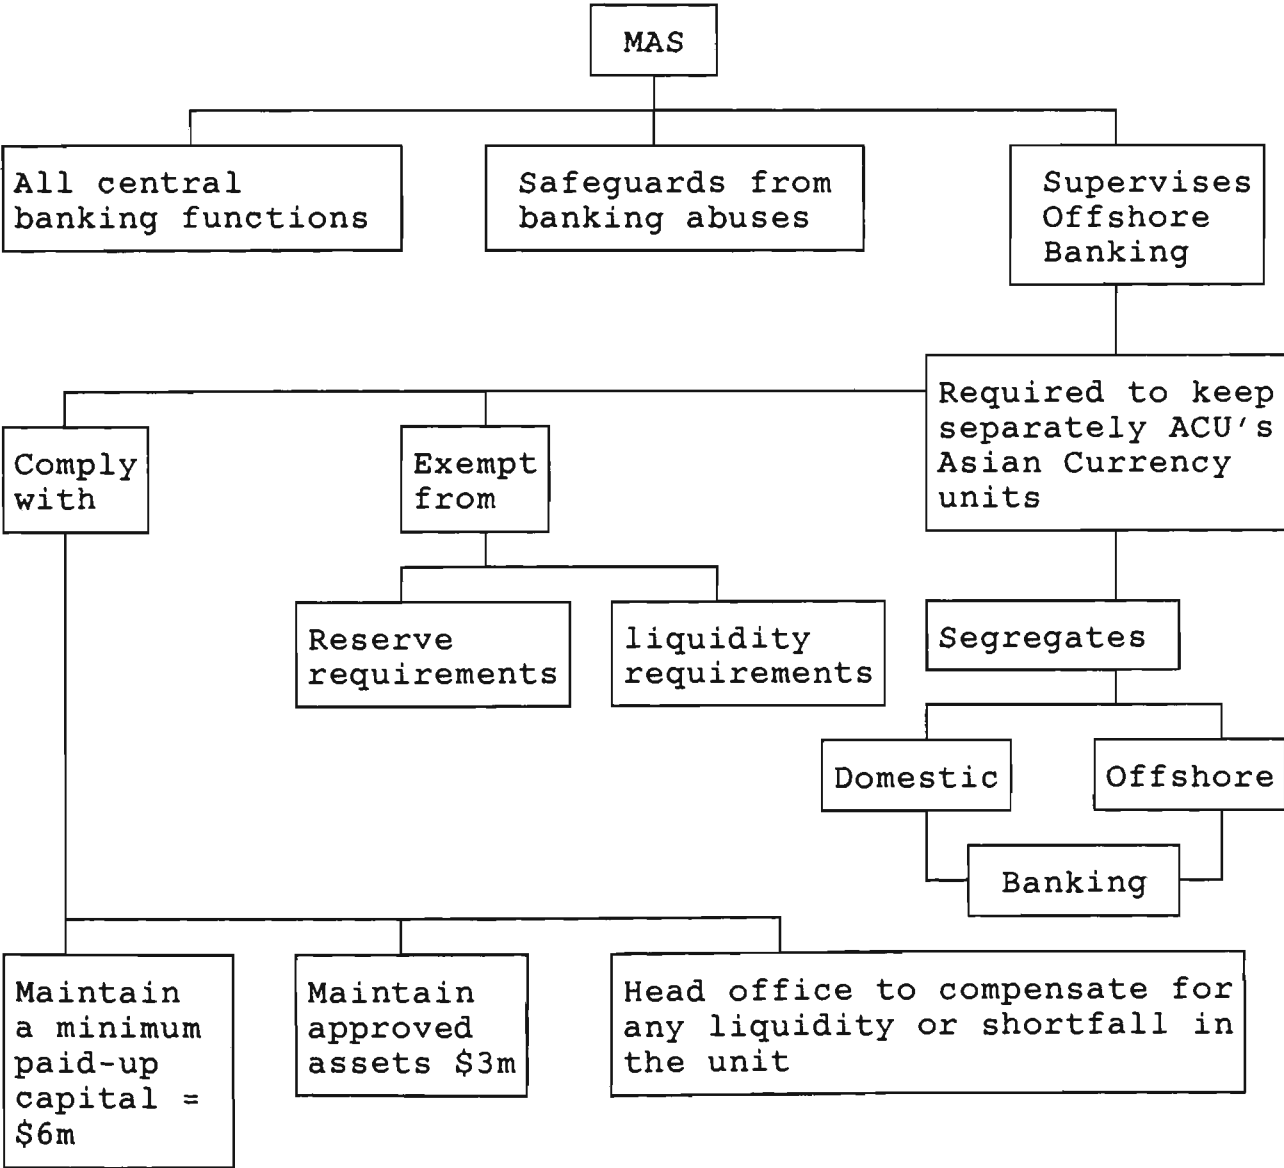 MAS
All central
banking functions
Safeguards from
banking abuses
Supervises
Offshore
Banking
Required to keep
separately ACU's
Asian Currency
units
Comply
with
Exempt
from
Reserve
requirements
liquidity
requirements
Segregates
Domestic
Offshore
Banking
Maintain
a minimum
paid-up
capital =
$6m
Maintain
approved
assets $3m
Head office to compensate for
any liquidity or shortfall in
the unit